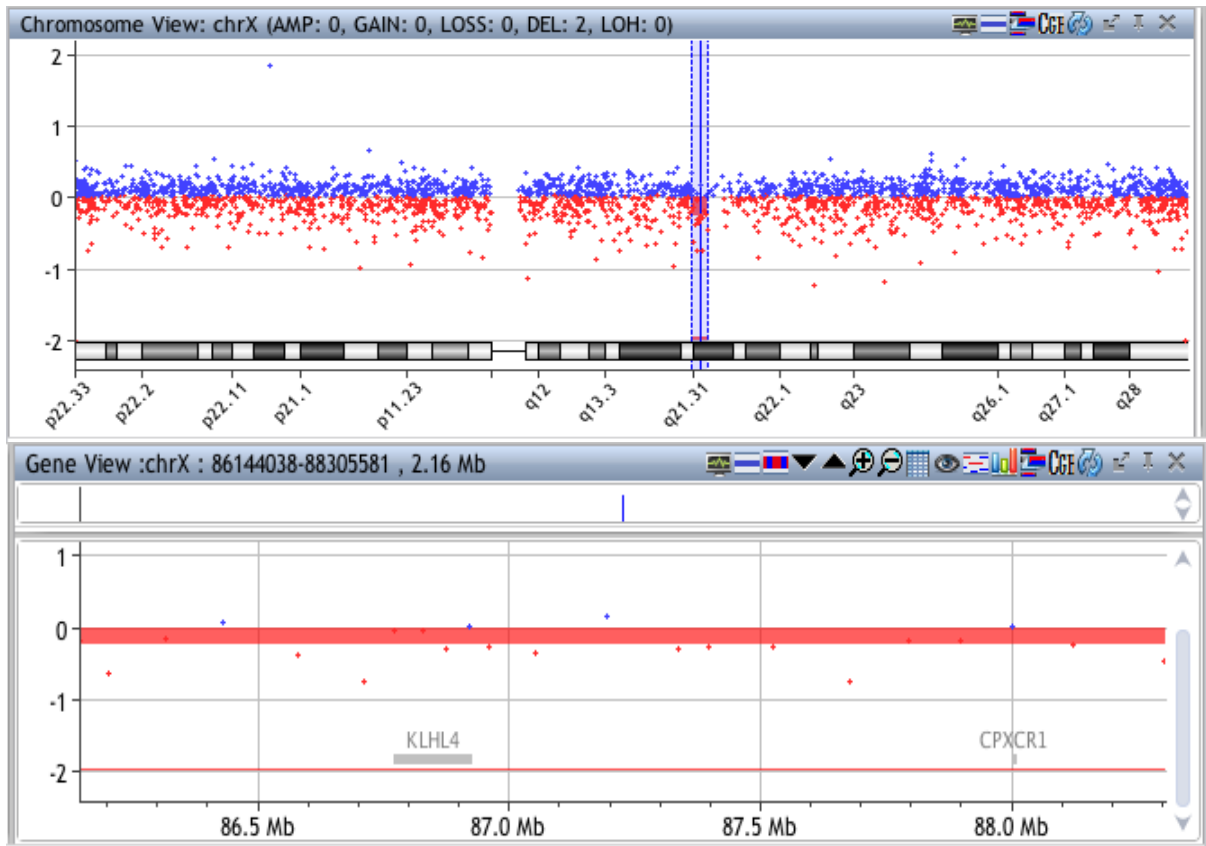 Chromosome View: chrX (AMP: 0, GAIN: 0, LOSS: 0, DEL: 2, LOH: 0) CGE
2
1
0
-1
-2
p22.33 p22.2 p22.11 p21.1 p11.23 q12 q13.3 q21.31 q22.1 q23 q26.1 q27.1 q28
Gene View :chrX : 86144038-88305581 , 2.16 Mb CGE
1
0
-1
KLHL4 CPXCR1
-2
86.5 Mb 87.0 Mb 87.5 Mb 88.0 Mb